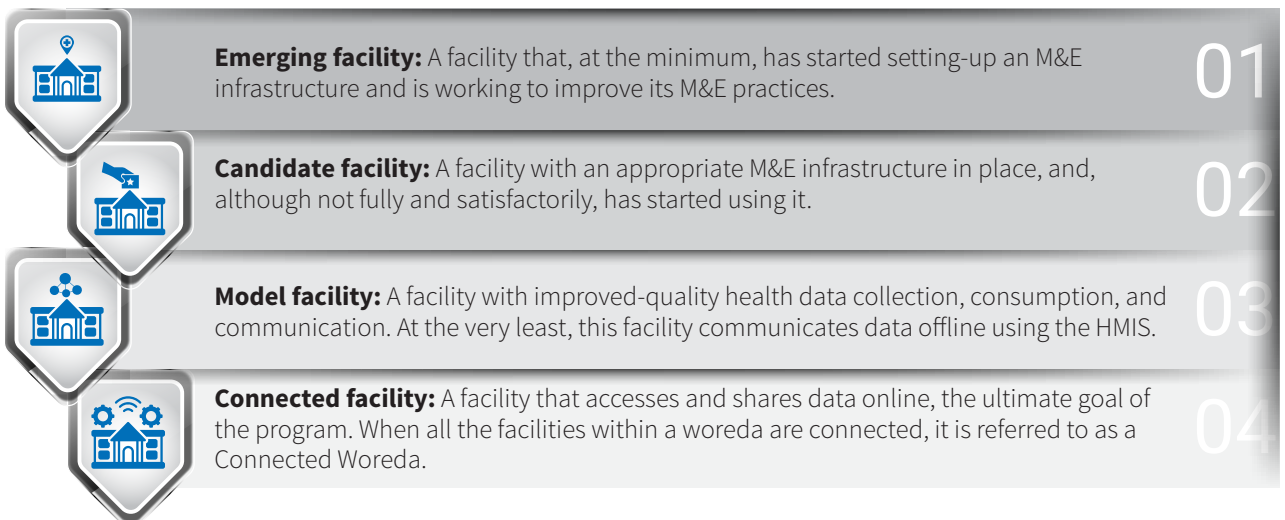 Emerging facility: A facility that, at the minimum, has started setting-up an M&E
infrastructure and is working to improve its M&E practices.
01
Candidate facility: A facility with an appropriate M&E infrastructure in place, and,
although not fully and satisfactorily, has started using it.
02
Model facility: A facility with improved-quality health data collection, consumption, and
communication. At the very least, this facility communicates data offline using the HMIS.
03
Connected facility: A facility that accesses and shares data online, the ultimate goal of
the program. When all the facilities within a woreda are connected, it is referred to as a
Connected Woreda.
04